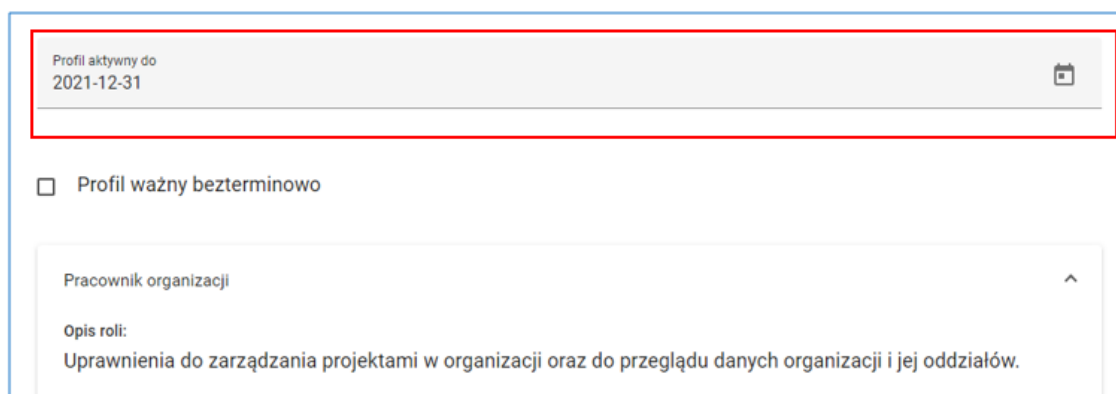 Profil aktywny do
2021-12-31
Profil ważny bezterminowo
Pracownik organizacji
Opis roli:
Uprawnienia do zarządzania projektami w organizacji oraz do przeglądu danych organizacji i jej oddziałów.